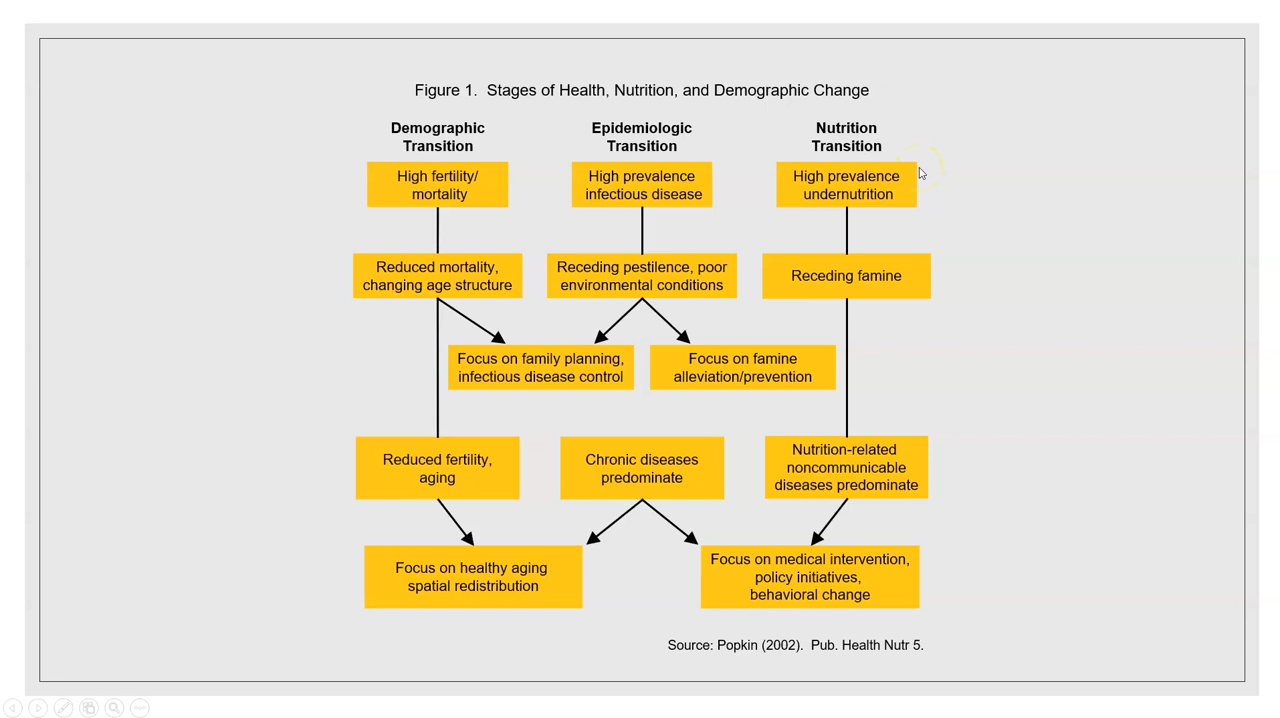 Figure 1. Stages of Health, Nutrition, and Demographic Change
Demographic
Transition
Epidemiologic
Transition
Nutrition
Transition
High fertility/
mortality
High prevalence
infectious disease
High prevalence
undernutrition
Reduced mortality,
changing age structure
Receding pestilence, poor
environmental conditions
Receding famine
Focus on family planning,
infectious disease control
Focus on famine
alleviation/prevention
Reduced fertility,
aging
Chronic diseases
predominate
Nutrition-related
noncommunicable
diseases predominate
Focus on healthy aging
spatial redistribution
Focus on medical intervention,
policy initiatives,
behavioral change
Source: Popkin (2002). Pub. Health Nutr 5.